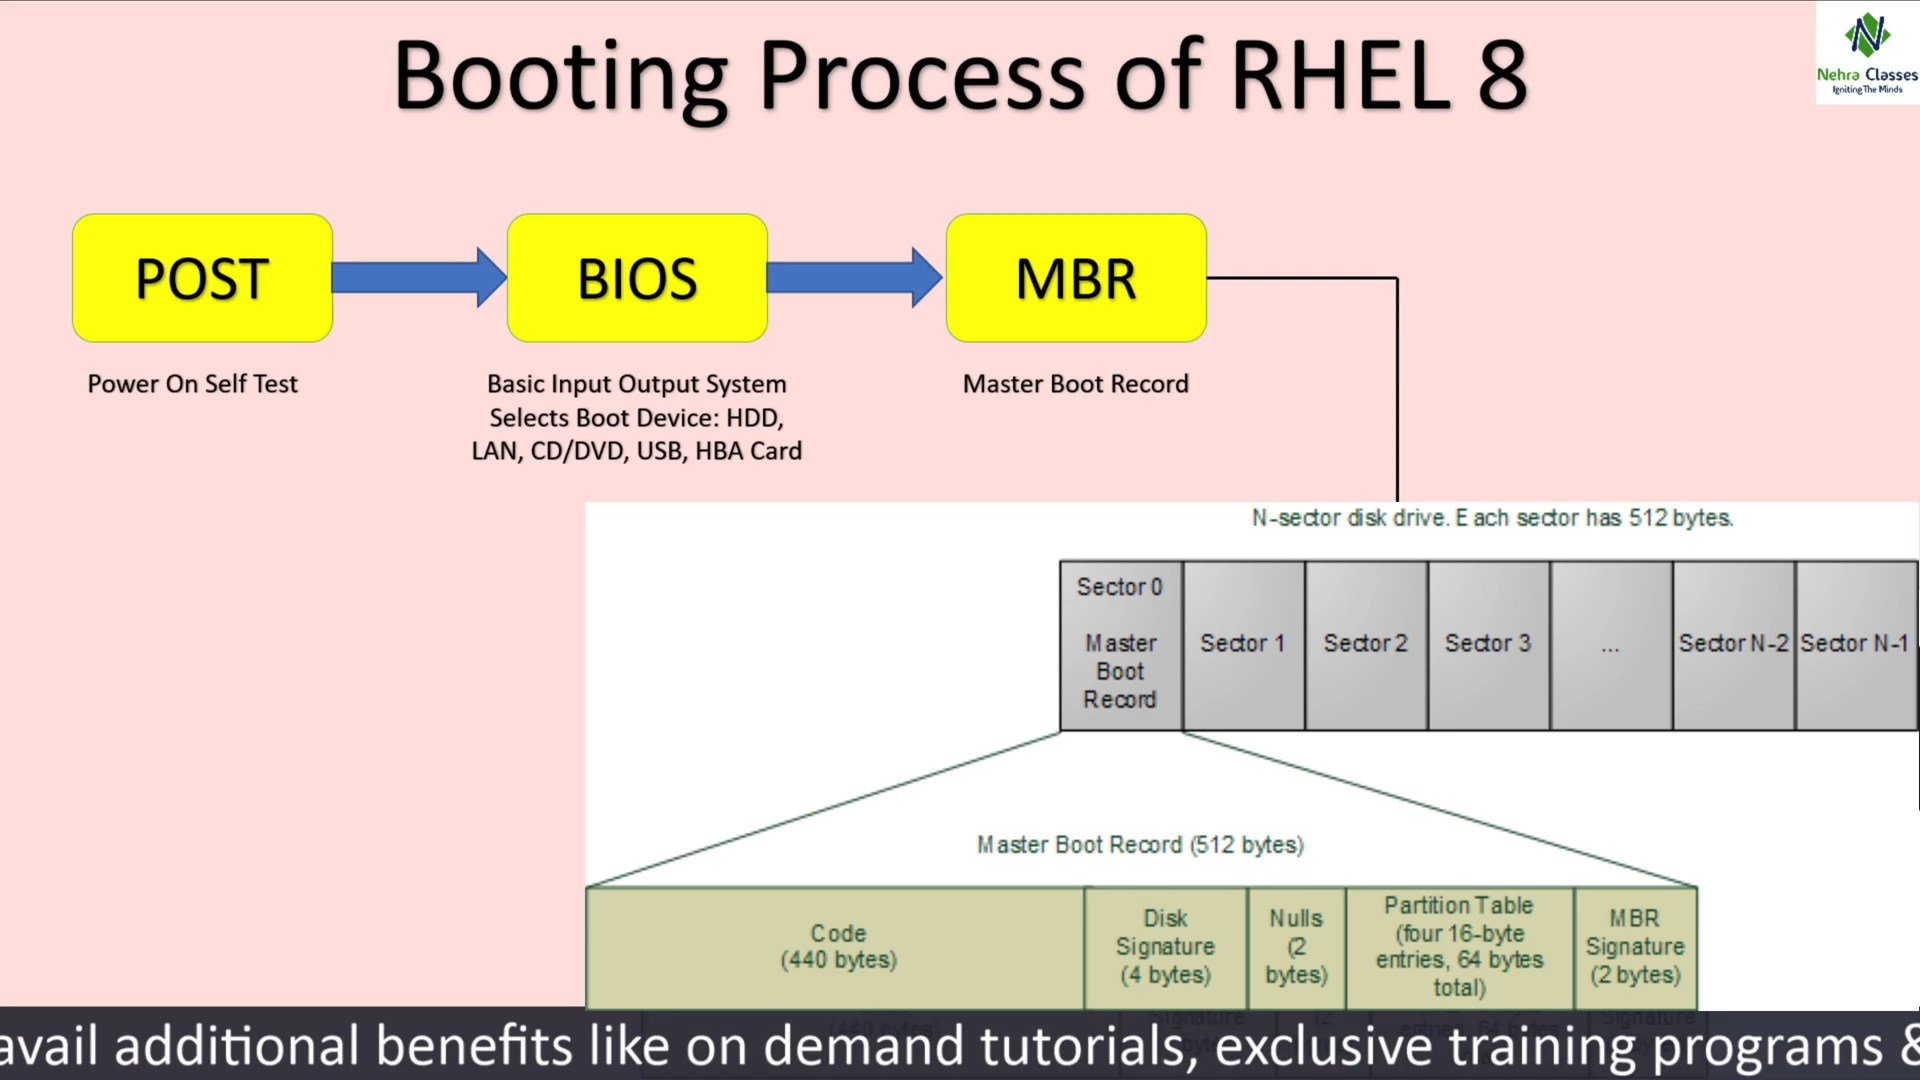 Booting Process of RHEL 8
N
Nehra Classes
Igniting The Minds
POST
BIOS
MBR
Power On Self Test
Basic Input Output System
Selects Boot Device: HDD,
LAN, CD/DVD, USB, HBA Card
Master Boot Record
N-sector disk drive. Each sector has 512 bytes.
Sector 0
Master
Boot
Record
Sector 1
Sector 2
Sector 3
...
Sector N-2
Sector N-1
Master Boot Record (512 bytes)
Code
(440 bytes)
Disk
Signature
(4 bytes)
Nulls
(2
bytes)
Partition Table
(four 16-byte
entries, 64 bytes
total)
MBR
Signature
(2 bytes)
avail additional benefits like on demand tutorials, exclusive training programs &